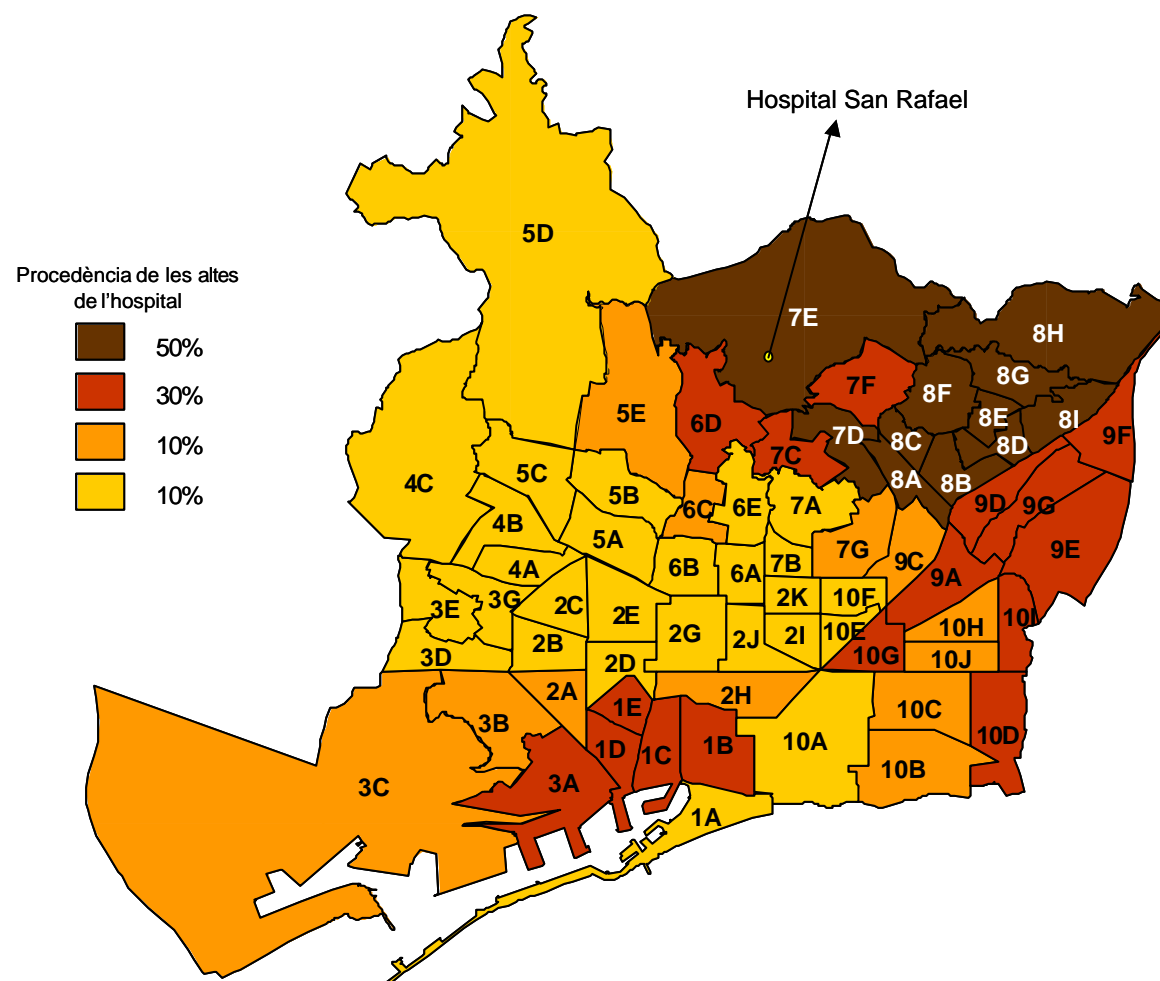 Hospital San Rafael
Procedència de les altes
de l'hospital
50%
30%
10%
10%
5D
7E
8H
7F
8F
8G
5E
6D
8E
8I
7D
8C
8D
9F
7C
5C
4C
5B
8A
8B
6C
6E
7A
9D
9G
4B
5A
7G
9C
9E
4A
6B
6A
7B
9A
3G
2C
2E
2K
10F
3E
10I
2B
2G
2J
2I
10E
10H
3D
2D
10G
10J
2A
1E
2H
10C
3B
1D
1C
1B
10A
10D
3C
3A
10B
1A